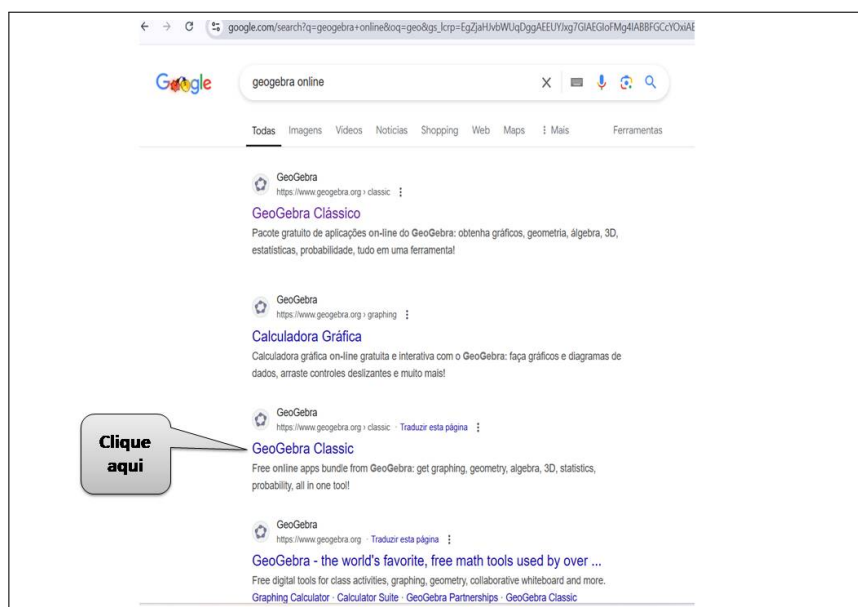 google.com/search?q=geogebra+online&oq=geo&gs_lcrp=
Google
geogebra online
Todas Imagens Vídeos Notícias Shopping Web Maps Mais Ferramentas
GeoGebra
https://www.geogebra.org › classic
GeoGebra Clássico
Pacote gratuito de aplicações on-line do GeoGebra: obtenha gráficos, geometria, álgebra, 3D,
estatísticas, probabilidade, tudo em uma ferramenta!
GeoGebra
https://www.geogebra.org › graphing
Calculadora Gráfica
Calculadora gráfica on-line gratuita e interativa com o GeoGebra: faça gráficos e diagramas de
dados, arraste controles deslizantes e muito mais!
GeoGebra
https://www.geogebra.org › classic · Traduzir esta página
Clique
aqui
GeoGebra Classic
Free online apps bundle from GeoGebra: get graphing, geometry, algebra, 3D, statistics,
probability, all in one tool!
GeoGebra
https://www.geogebra.org · Traduzir esta página
GeoGebra - the world's favorite, free math tools used by over ...
Free digital tools for class activities, graphing, geometry, collaborative whiteboard and more.
Graphing Calculator · Calculator Suite · GeoGebra Partnerships · GeoGebra Classic